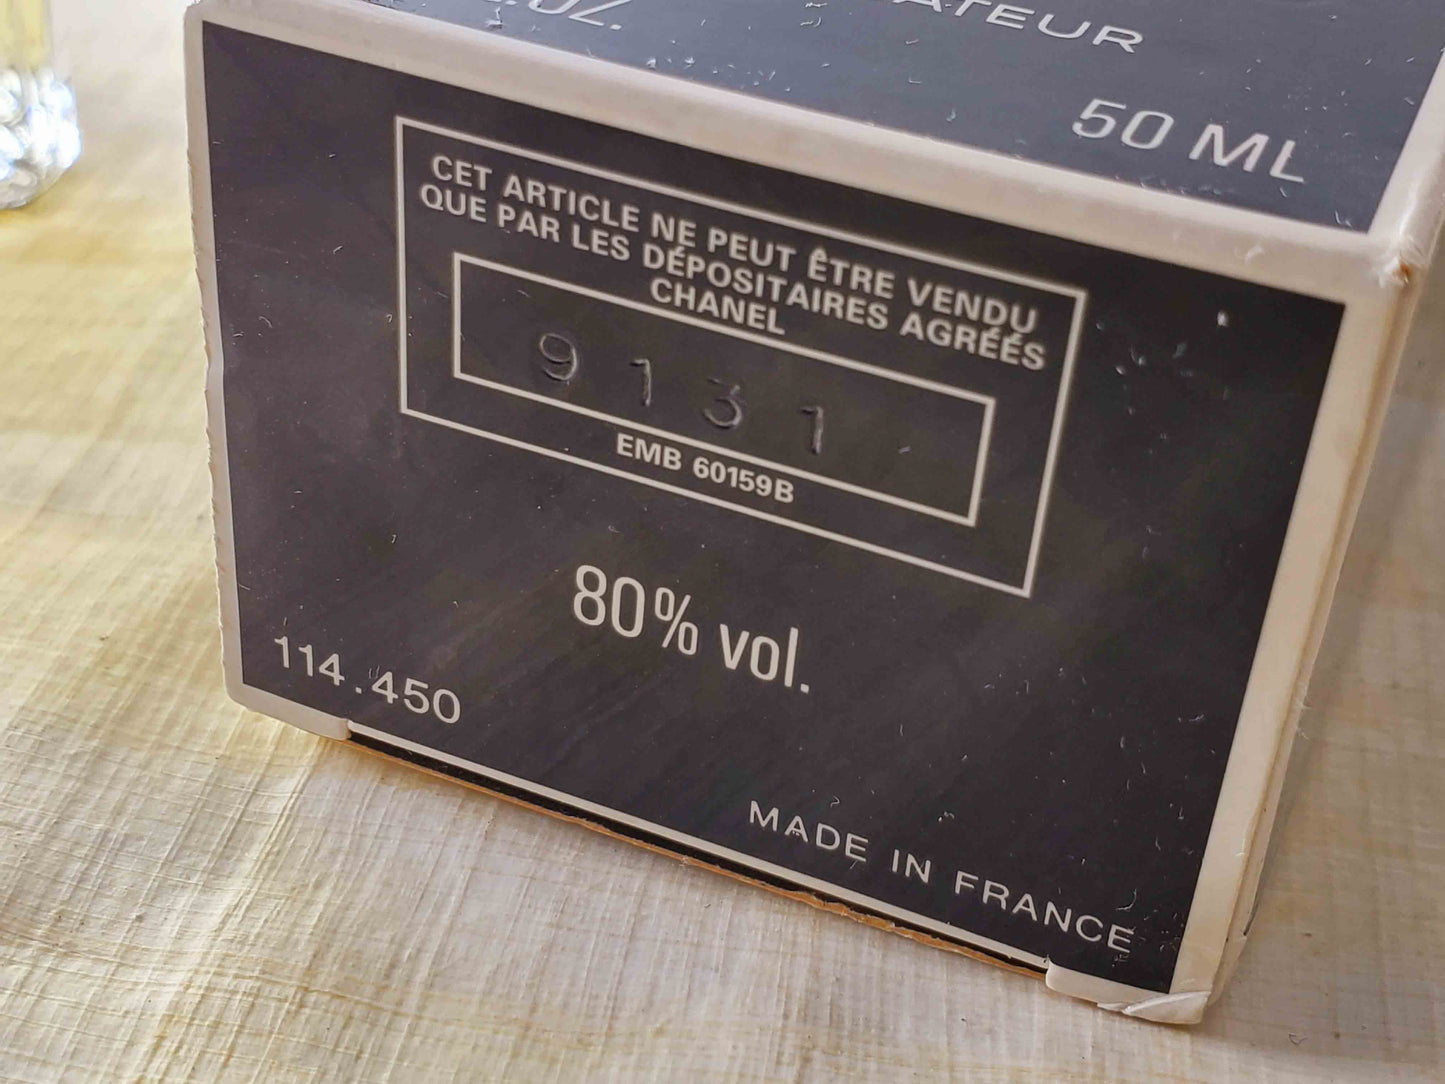 50 ML
CET ARTICLE NE PEUT ÊTRE VENDU
QUE PAR LES DÉPOSITAIRES AGRÉÉS
CHANEL
9131
EMB 60159B
80% vol.
114.450
MADE IN FRANCE